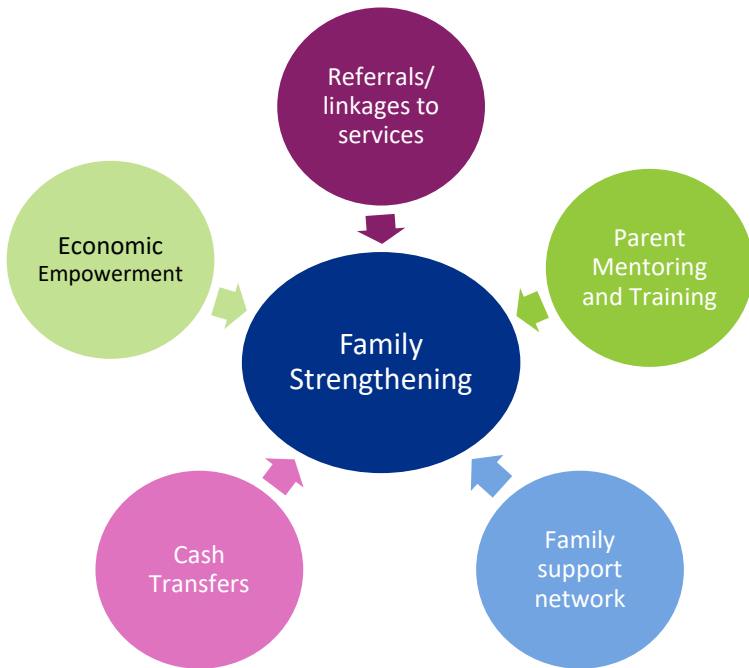 Referrals/
linkages to
services
Economic
Empowerment
Parent
Mentoring
and Training
Family
Strengthening
Cash
Transfers
Family
support
network